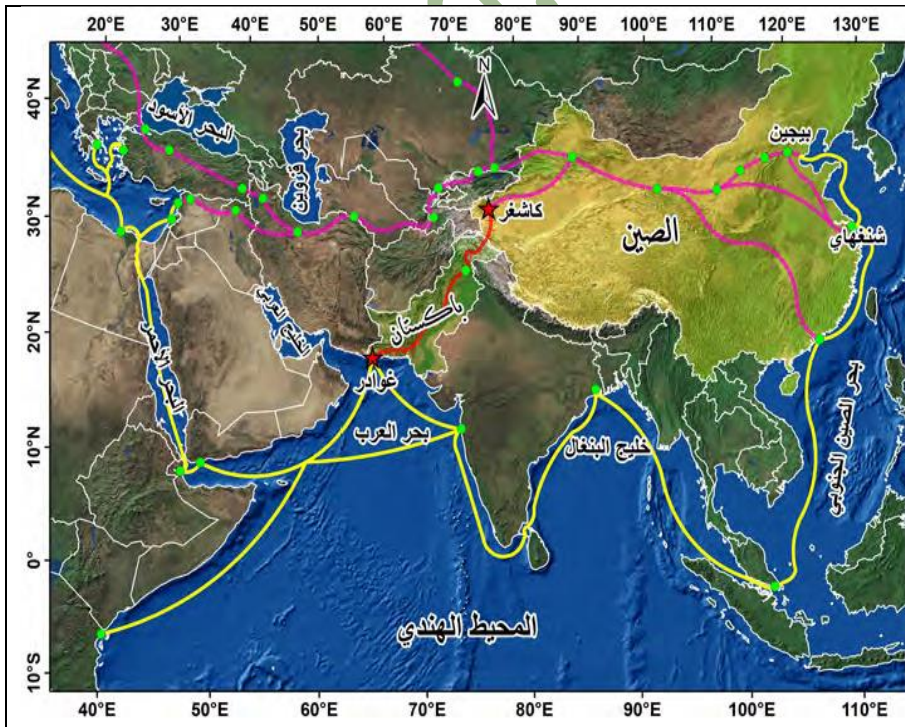 20°E 30°E 40°E 50°E 60°E 70°E 80°E 90°E 100°E 110°E 120°E 130°E
N
40°N
30°N
20°N
10°N
0°
10°S
البحر الأسود
بحر قزوين
بيجين
كاشغر
الصين
شنغهاي
الخليج العربي
باكستان
البحر الأحمر
غوادر
بحر العرب
خليج البنغال
بحر الصين الجنوبي
المحيط الهندي
40°E 50°E 60°E 70°E 80°E 90°E 100°E 110°E